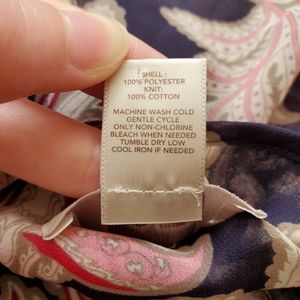 SHELL :
100% POLYESTER
KNIT:
100% COTTON
MACHINE WASH COLD
GENTLE CYCLE
ONLY NON-CHLORINE
BLEACH WHEN NEEDED
TUMBLE DRY LOW
COOL IRON IF NEEDED